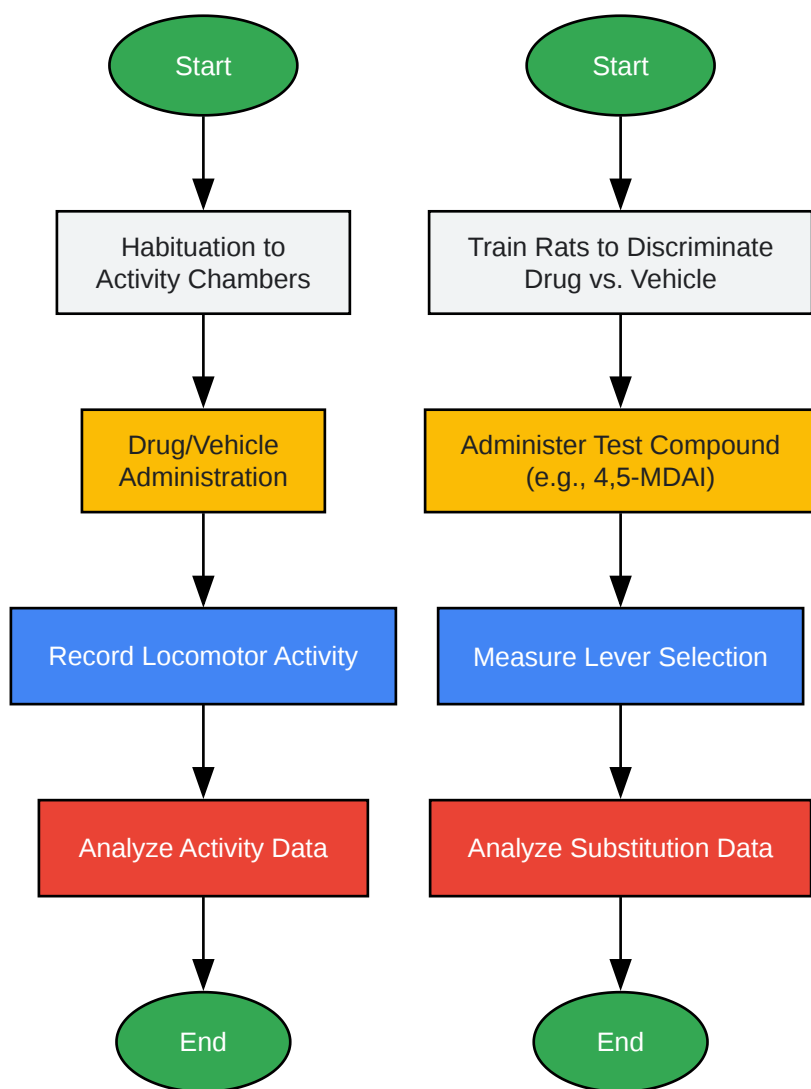 Start
Habituation to
Activity Chambers
Drug/Vehicle
Administration
Record Locomotor Activity
Analyze Activity Data
End
Start
Train Rats to Discriminate
Drug vs. Vehicle
Administer Test Compound
(e.g., 4,5-MDAI)
Measure Lever Selection
Analyze Substitution Data
End